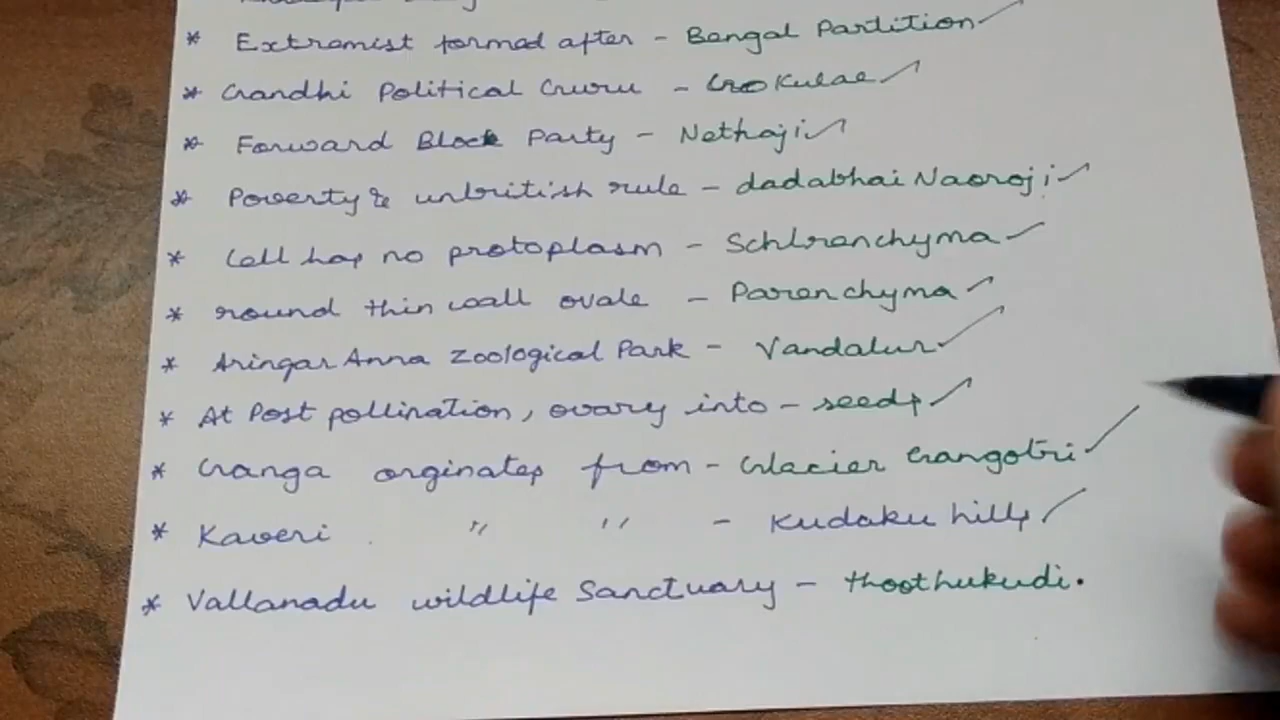 * Extremist formed after - Bengal Partition
* Gandhi Political Guru - Gokulae
* Forward Block Party - Nethaji
* Poverty & unbritish rule - dadabhai Naoroji
* Cell has no protoplasm - Schlrenchyma
* round thin wall ovale - Parenchyma
* Aringar Anna Zoological Park - Vandalur
* At Post pollination, ovary into - seeds
* Ganga orginates from - Glacier Gangotri
* Kaveri " " - Kudaku hills
* Vallanadu wildlife Sanctuary - thoothukudi.